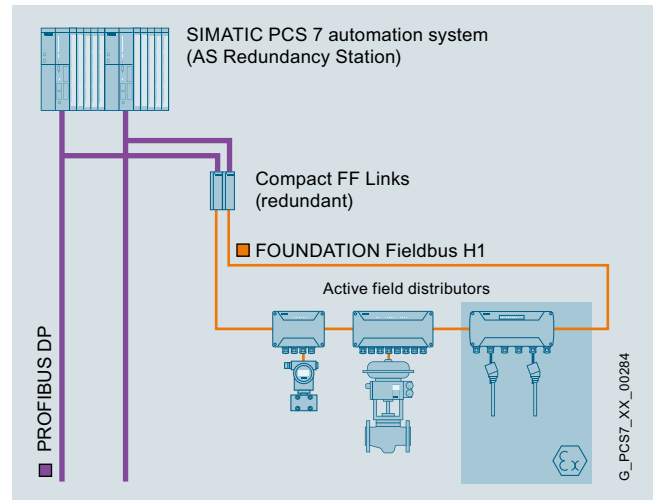 SIMATIC PCS 7 automation system
(AS Redundancy Station)
Compact FF Links
(redundant)
FOUNDATION Fieldbus H1
Active field distributors
PROFIBUS DP
G_PCS7_XX_00284
Ex